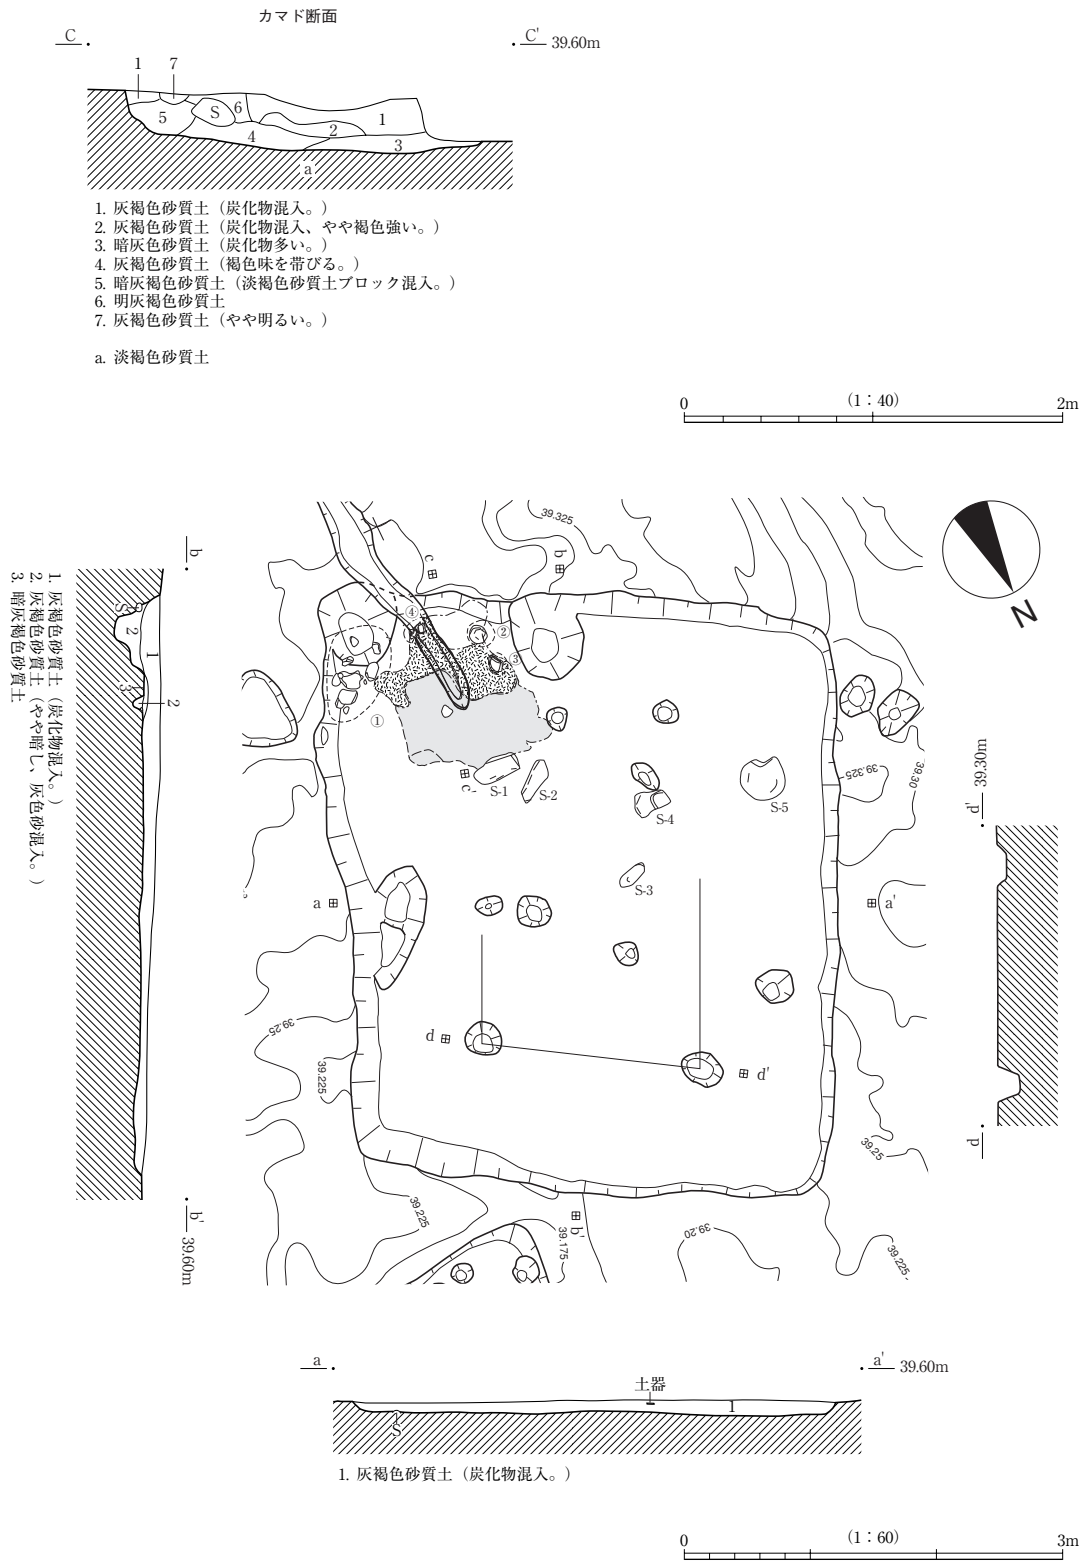 カマド断面
C
C' 39.60m
1 7
5 S 6 4 2 1 3
a
1. 灰褐色砂質土（炭化物混入。）
2. 灰褐色砂質土（炭化物混入、やや褐色強い。）
3. 暗灰色砂質土（炭化物多い。）
4. 灰褐色砂質土（褐色味を帯びる。）
5. 暗灰褐色砂質土（淡褐色砂質土ブロック混入。）
6. 明灰褐色砂質土
7. 灰褐色砂質土（やや明るい。）
a. 淡褐色砂質土
0 (1：40) 2m
b
1. 灰褐色砂質土（炭化物混入。）
2. 灰褐色砂質土（やや暗し、灰色砂混入。）
3. 暗灰褐色砂質土
S 2 1 3 2
b' 39.60m
39.325
c
b
N
④
②
③
①
c'
S-1
S-2
S-4
S-5
S-3
39.325
39.30
a
a'
39.30m
d'
d
d
d'
39.25
39.225
39.25
39.225
b'
39.175
39.20
39.225
a
a' 39.60m
土器
1
S
1. 灰褐色砂質土（炭化物混入。）
0 (1：60) 3m